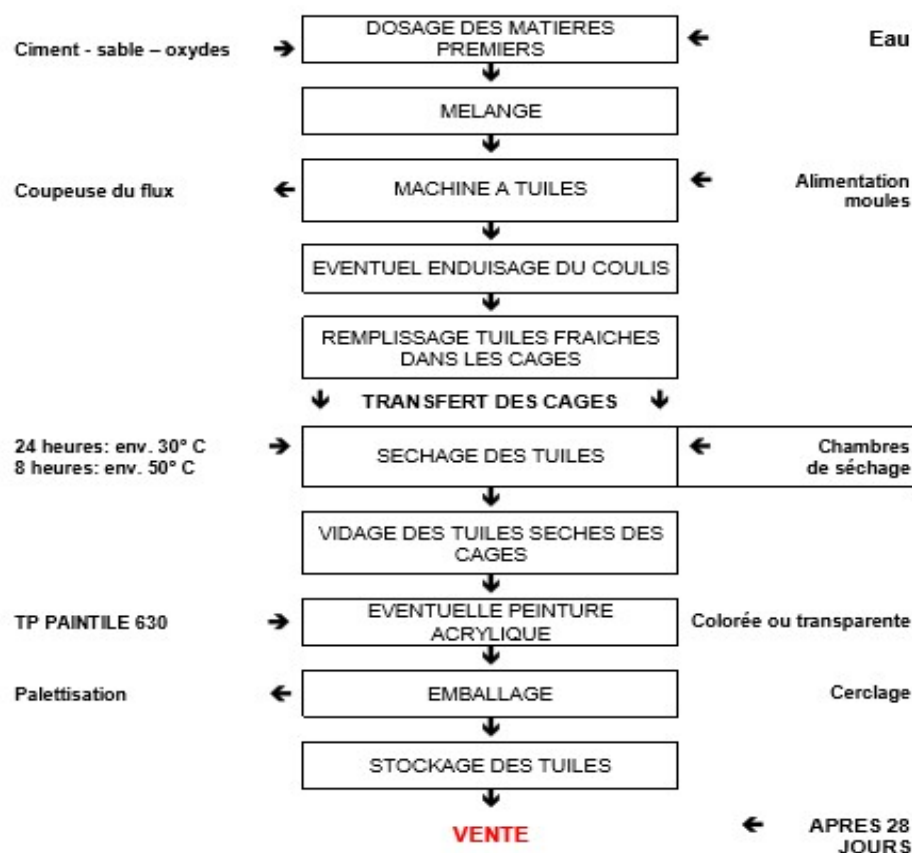 DOSAGE DES MATIERES
PREMIERS
Ciment - sable – oxydes
Eau
MELANGE
Coupeuse du flux
MACHINE A TUILES
Alimentation
moules
EVENTUEL ENDUISAGE DU COULIS
REMPLISSAGE TUILES FRAICHES
DANS LES CAGES
TRANSFERT DES CAGES
24 heures: env. 30° C
8 heures: env. 50° C
SECHAGE DES TUILES
Chambres
de séchage
VIDAGE DES TUILES SECHES DES
CAGES
TP PAINTILE 630
EVENTUELLE PEINTURE
ACRYLIQUE
Colorée ou transparente
Palettisation
EMBALLAGE
Cerclage
STOCKAGE DES TUILES
VENTE
APRES 28
JOURS